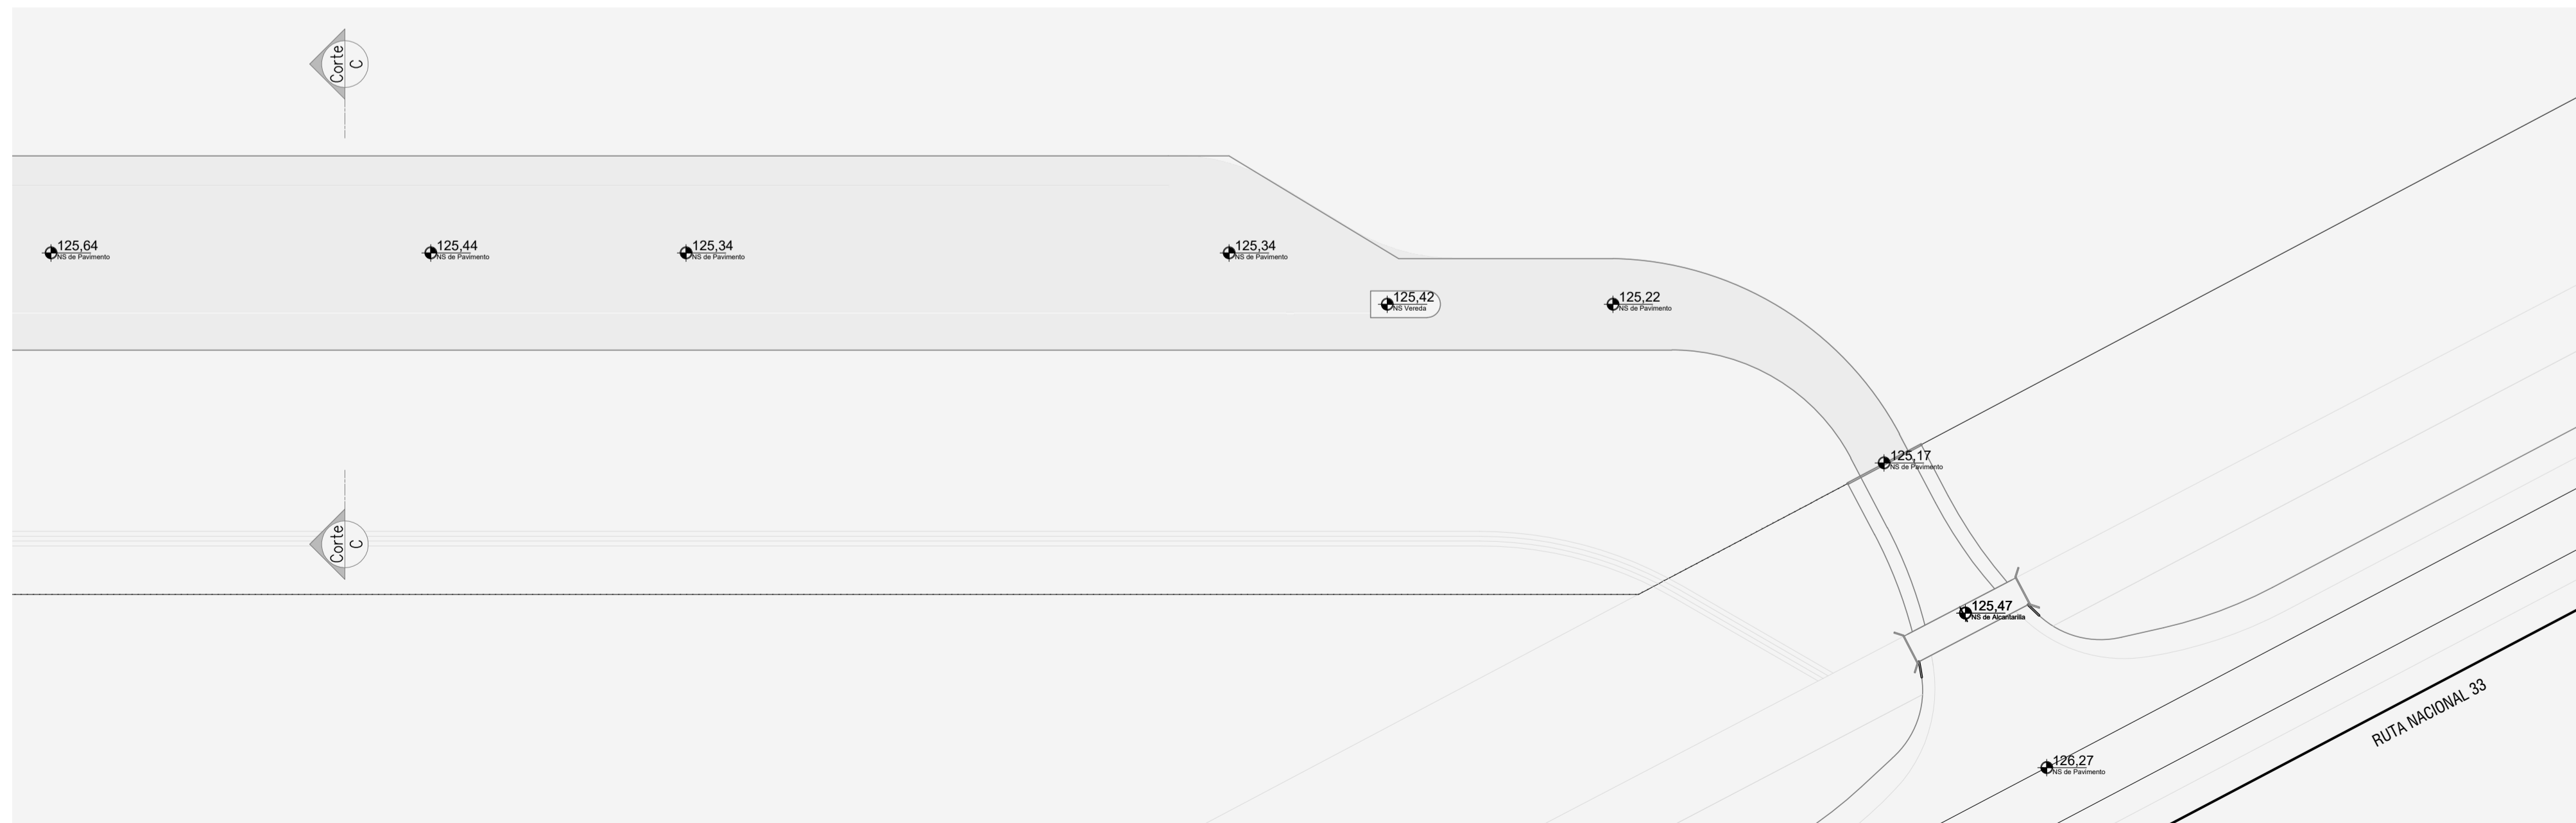 Corte
C
125,64
NS de Pavimento
125,44
NS de Pavimento
125,34
NS de Pavimento
125,34
NS de Pavimento
125,42
NS Vereda
125,22
NS de Pavimento
125,17
NS de Pavimento
Corte
C
125,47
NS de Alcantarilla
RUTA NACIONAL 33
126,27
NS de Pavimento